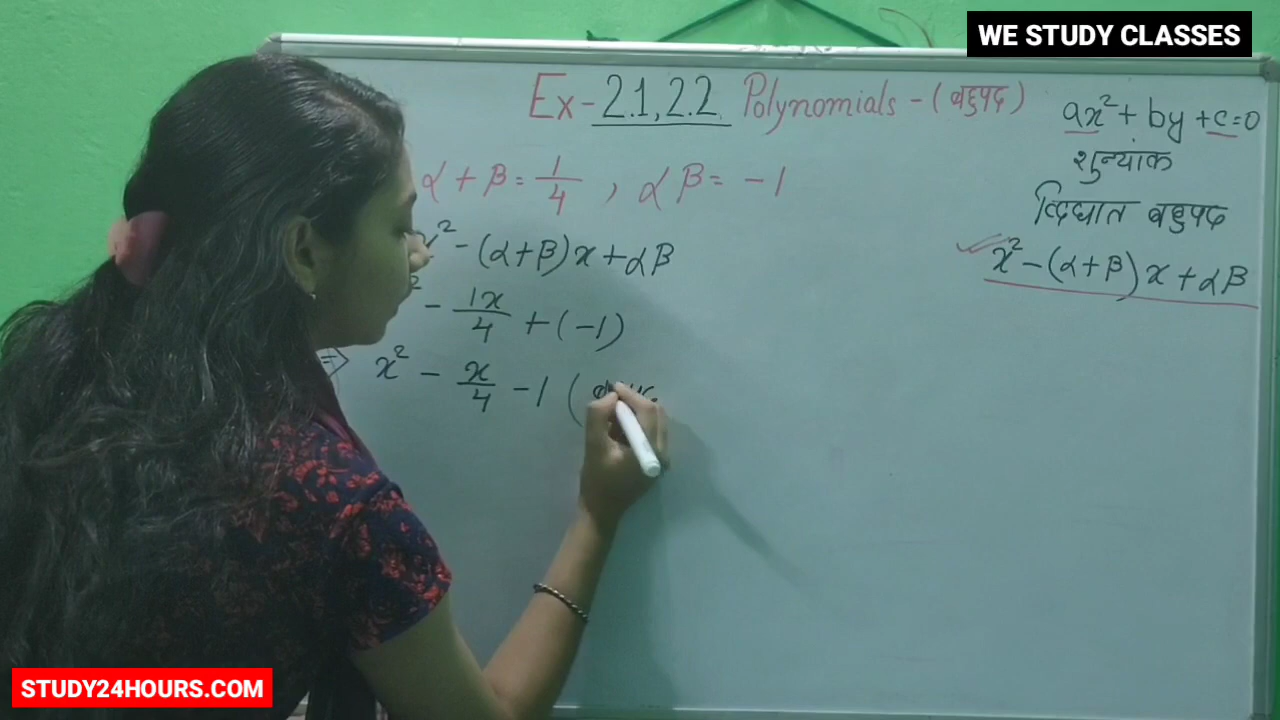 WE STUDY CLASSES
Ex-2.1,2.2 Polynomials-(बहुपद)
ax²+by+c=0
शुन्यांक
α+β=1/4, αβ=-1
व्दिघात बहुपद
x²-(α+β)x+αβ
x²-(α+β)x+αβ
² - 1x/4 +(-1)
=> x² - x/4 -1 (
STUDY24HOURS.COM